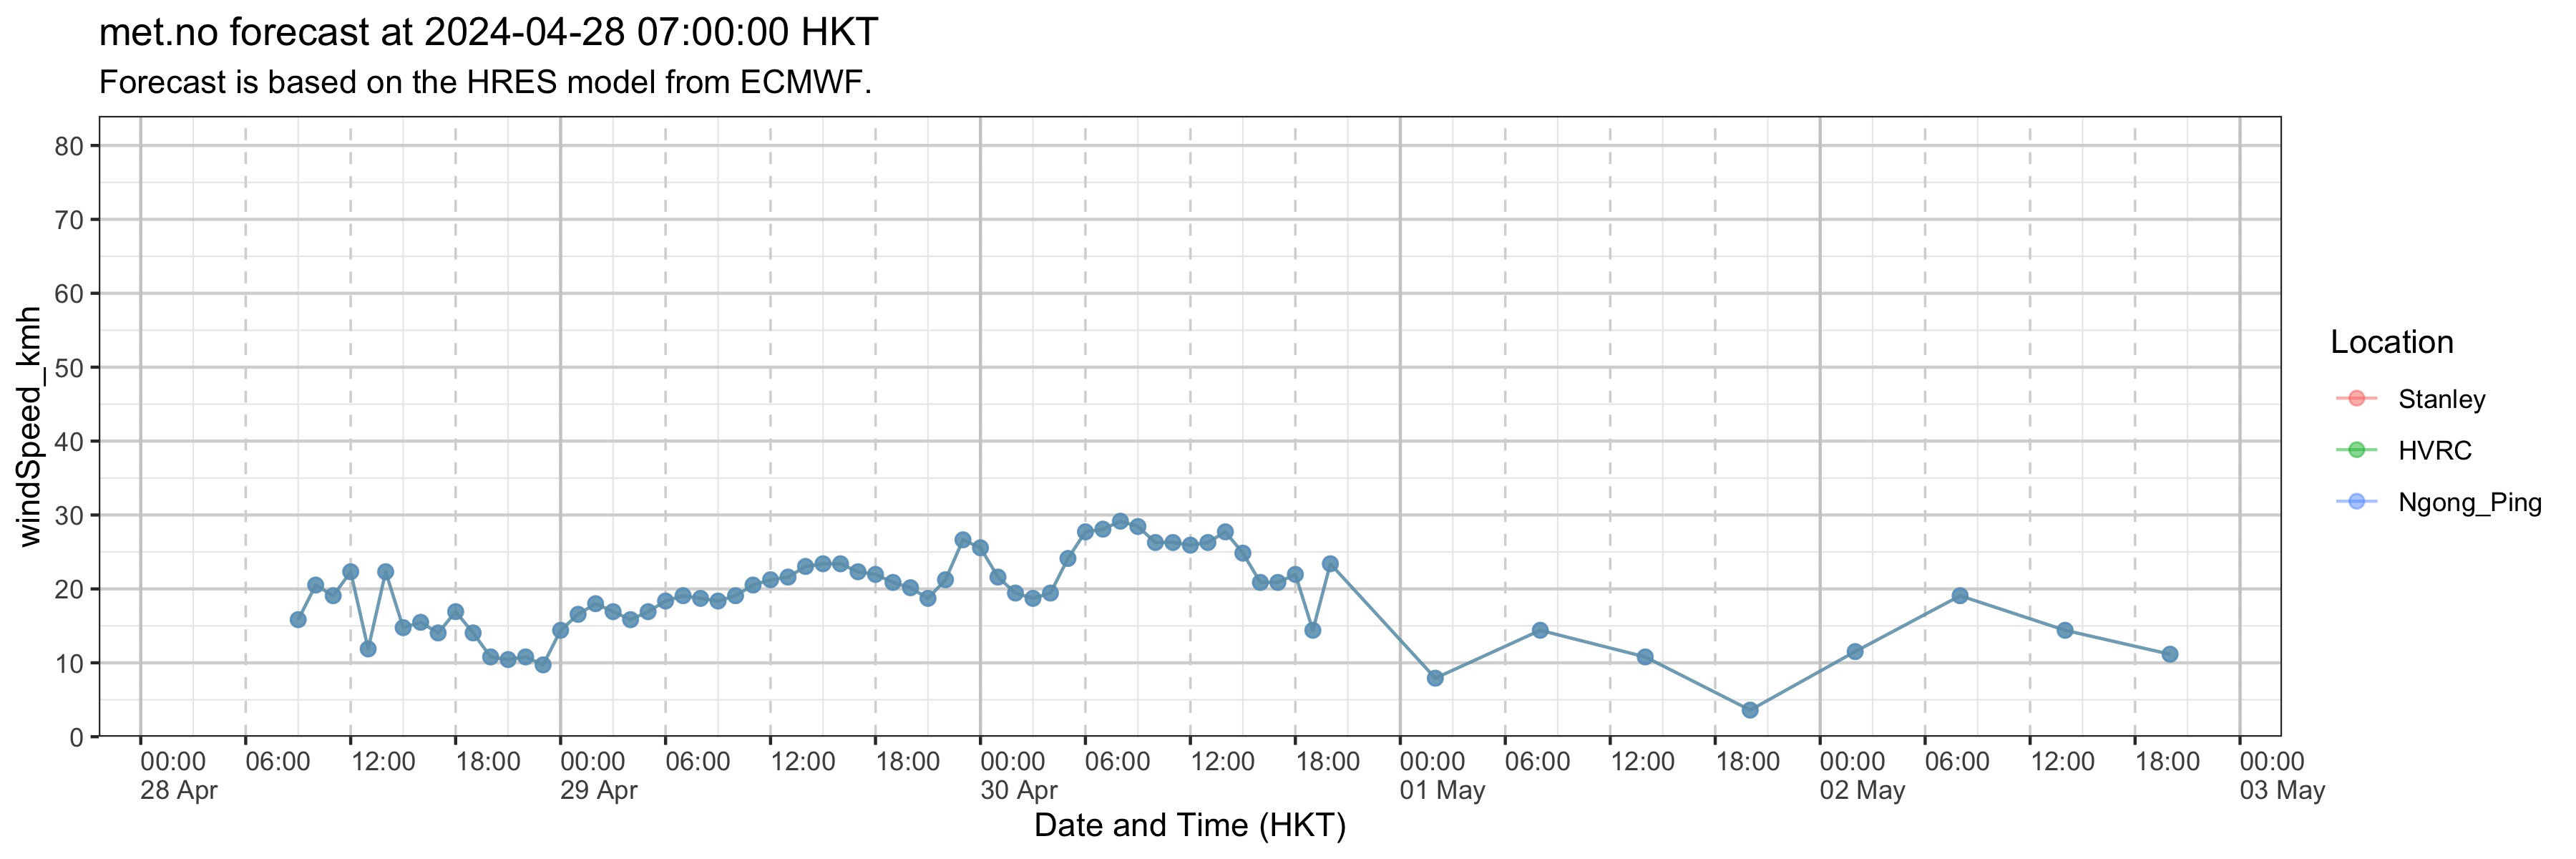 met.no forecast at 2024-04-28 07:00:00 HKT
Forecast is based on the HRES model from ECMWF.
windSpeed_kmh
80
70
60
50
40
30
20
10
0
00:00 06:00 12:00 18:00 00:00 06:00 12:00 18:00 00:00 06:00 12:00 18:00 00:00 06:00 12:00 18:00 00:00 06:00 12:00 18:00 00:00
28 Apr 29 Apr 30 Apr 01 May 02 May 03 May
Date and Time (HKT)
Location
Stanley
HVRC
Ngong_Ping